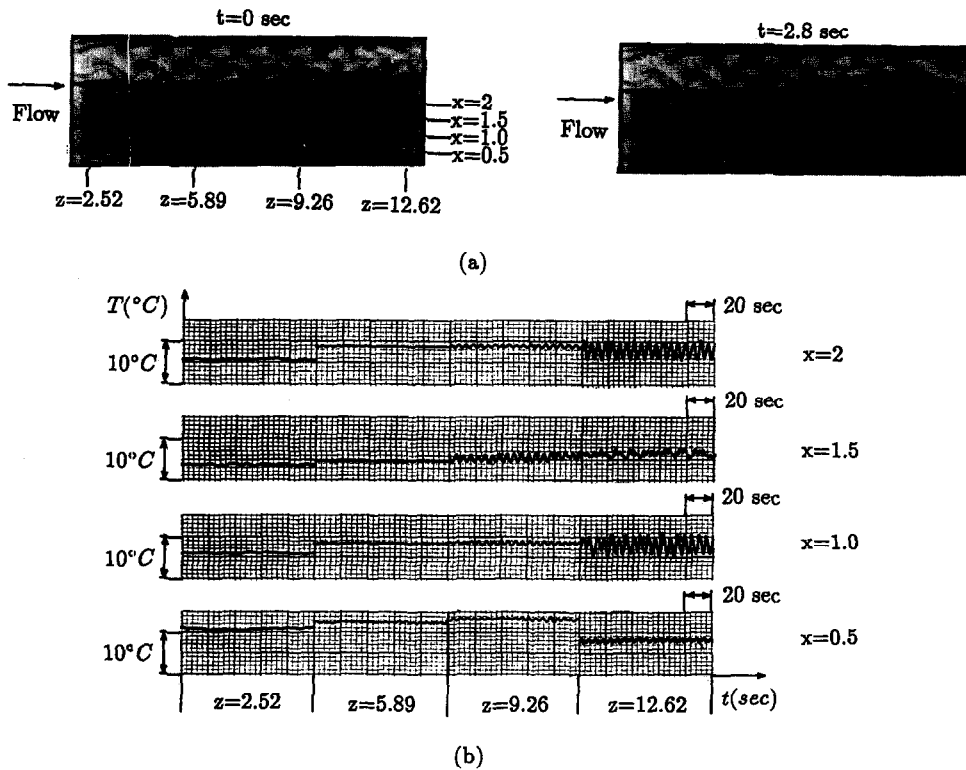 t=0 sec
t=2.8 sec
Flow
x=2
x=1.5
x=1.0
x=0.5
Flow
z=2.52 z=5.89 z=9.26 z=12.62
(a)
T(°C)
20 sec
10°C
x=2
20 sec
10°C
x=1.5
20 sec
10°C
x=1.0
20 sec
10°C
x=0.5
z=2.52 z=5.89 z=9.26 z=12.62 t(sec)
(b)